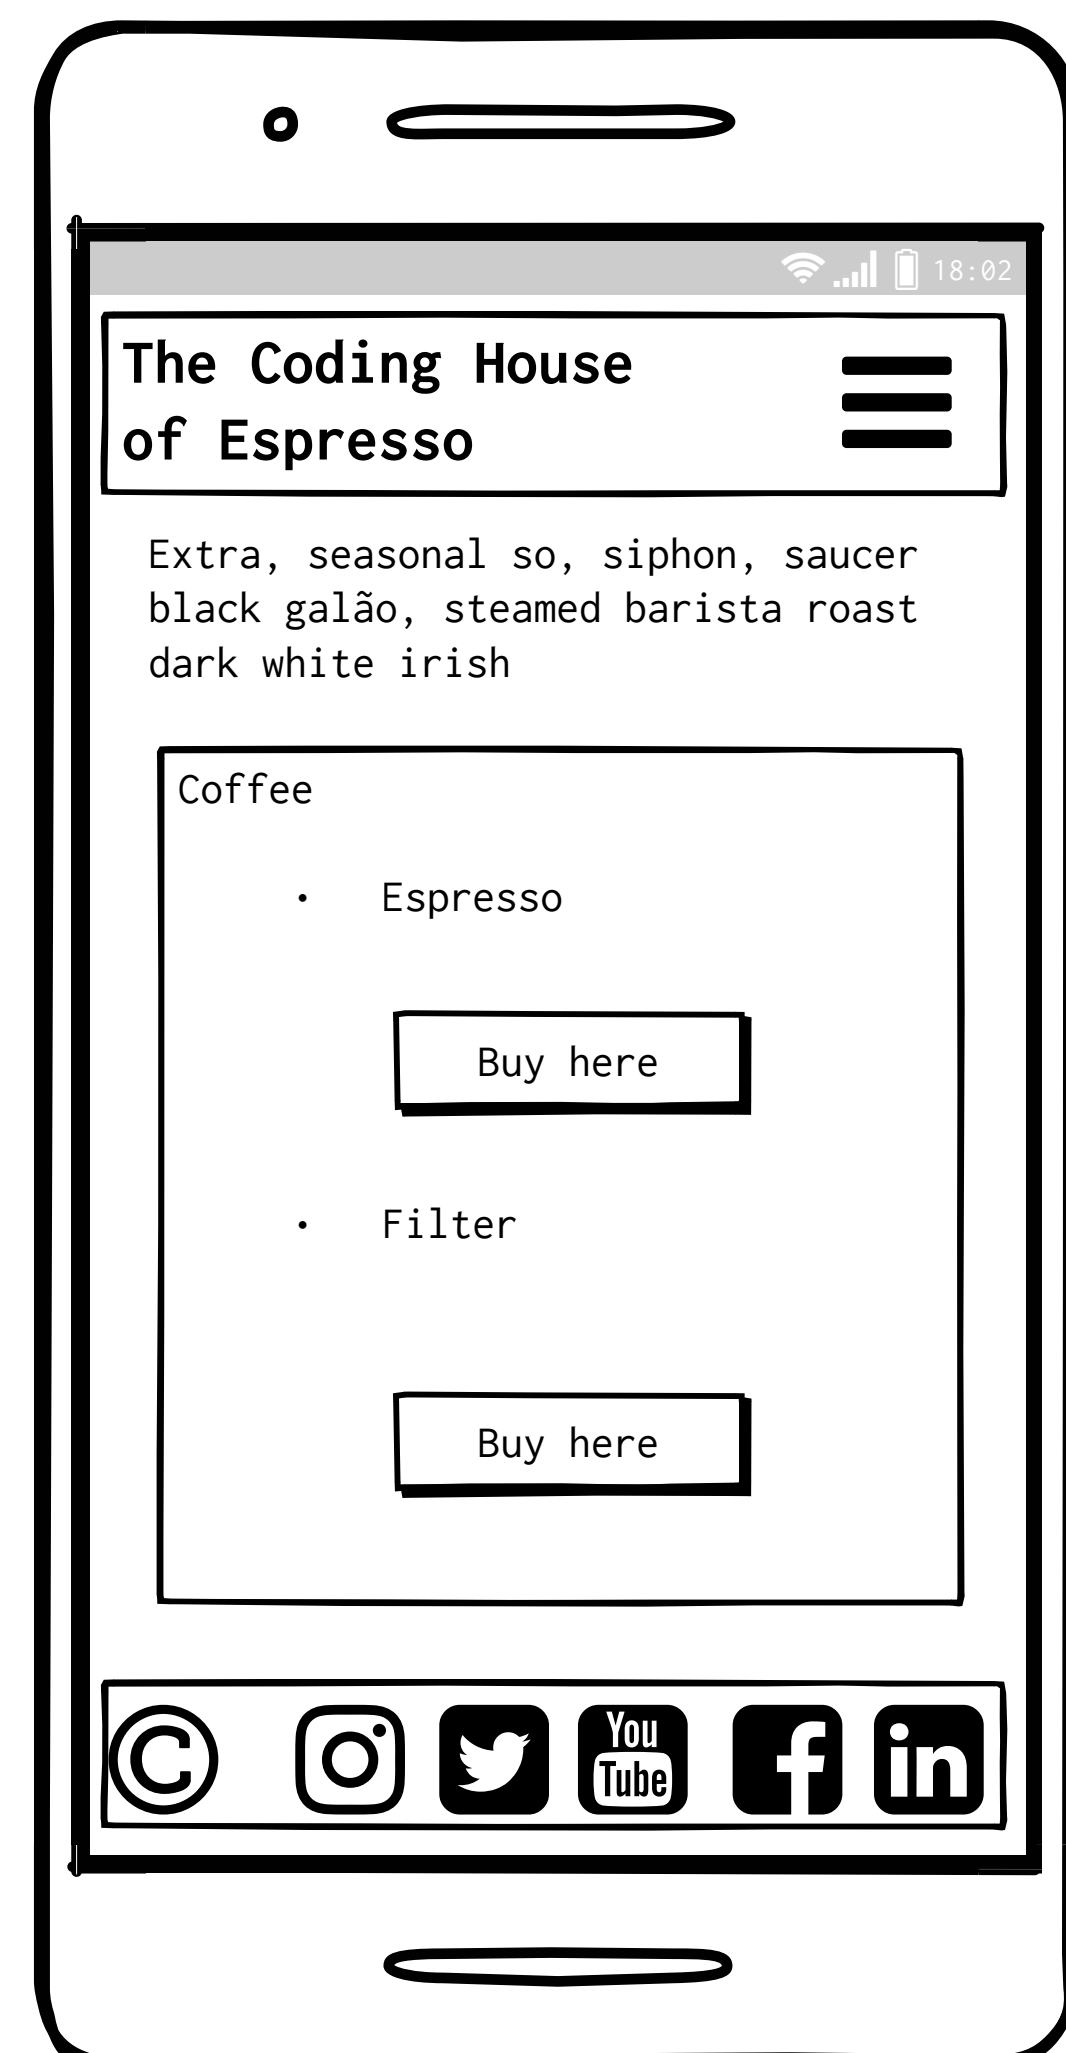 18:02
The Coding House
of Espresso
Extra, seasonal so, siphon, saucer
black galão, steamed barista roast
dark white irish
Coffee
• Espresso
Buy here
• Filter
Buy here
© You
Tube f in